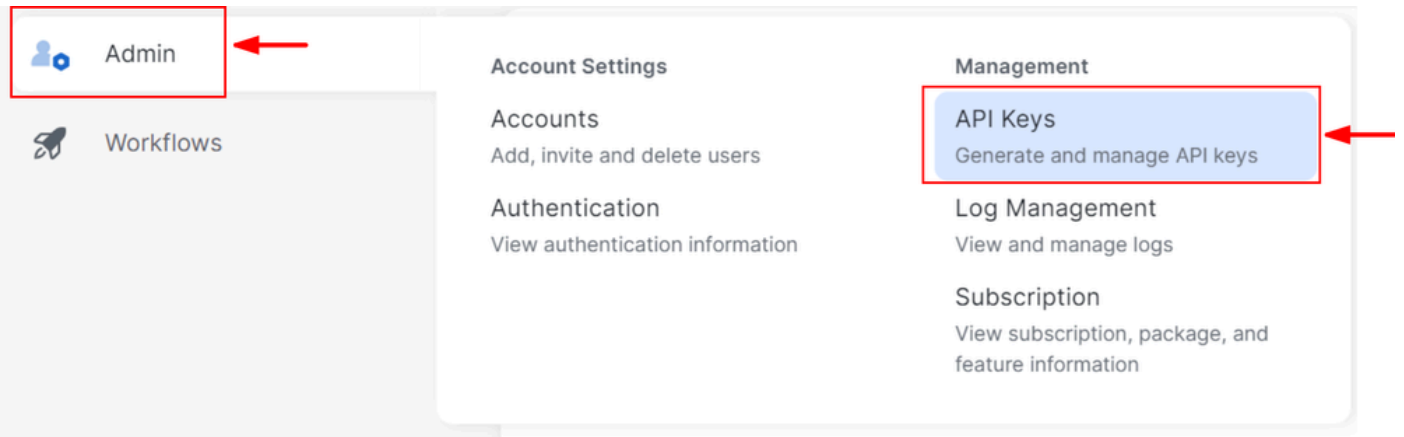 Admin
Workflows
Account Settings
Accounts
Add, invite and delete users
Authentication
View authentication information
Management
API Keys
Generate and manage API keys
Log Management
View and manage logs
Subscription
View subscription, package, and
feature information